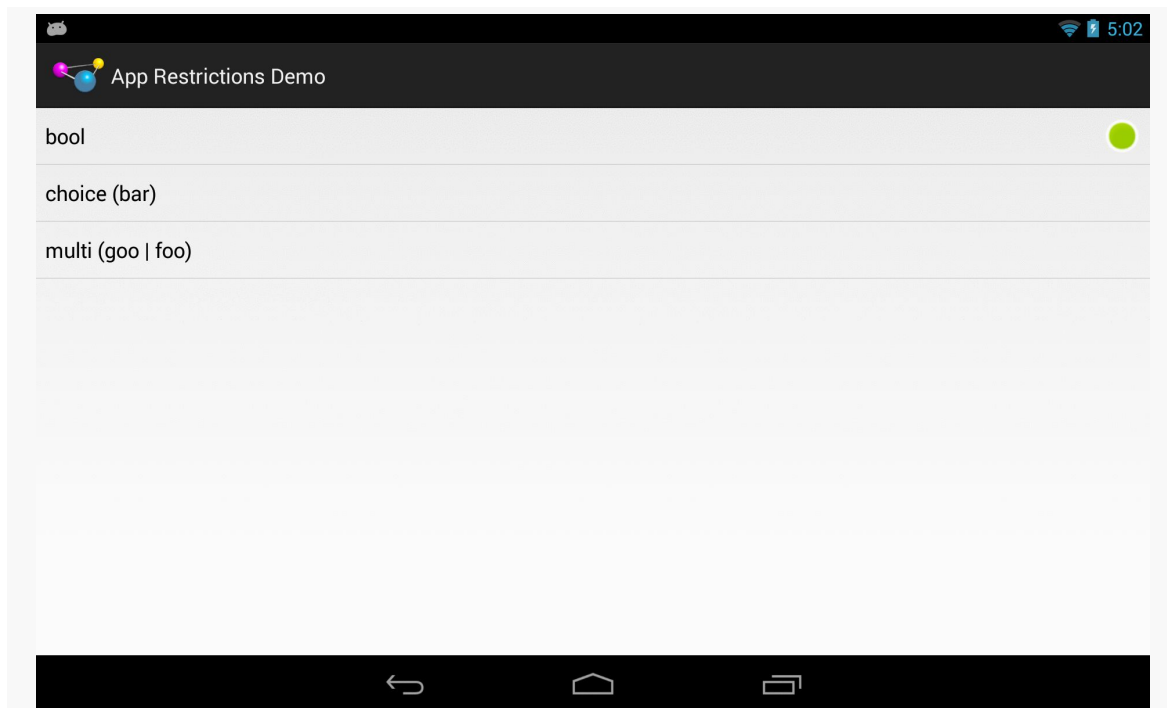 5:02
App Restrictions Demo
bool
choice (bar)
multi (goo | foo)